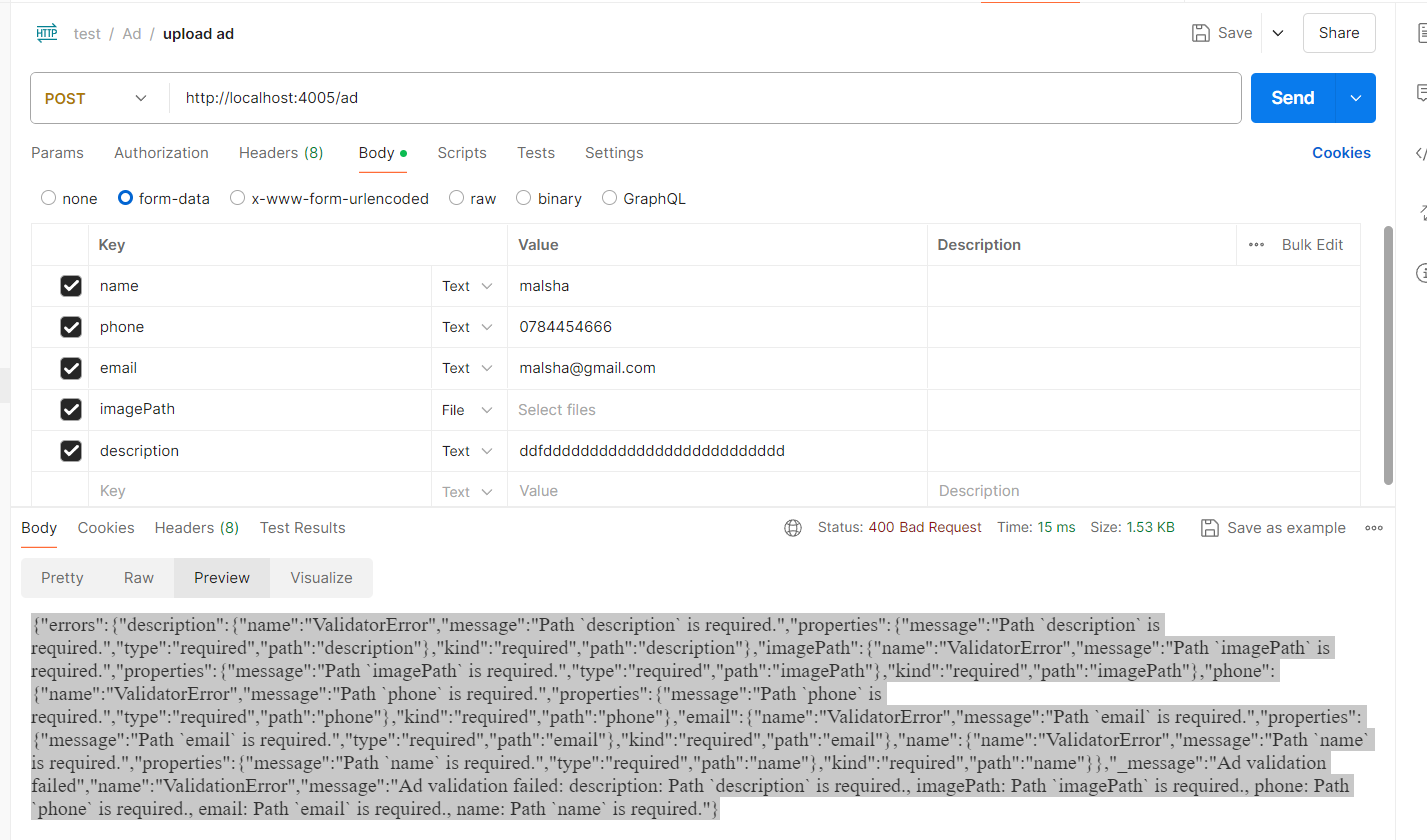 HTTP test / Ad / upload ad Save Share
POST http://localhost:4005/ad Send
Params Authorization Headers (8) Body Scripts Tests Settings Cookies
none form-data x-www-form-urlencoded raw binary GraphQL
Key Value Description Bulk Edit
name Text malsha
phone Text 0784454666
email Text malsha@gmail.com
imagePath File Select files
description Text ddfdddddddddddddddddddddddddd
Key Text Value Description
Body Cookies Headers (8) Test Results Status: 400 Bad Request Time: 15 ms Size: 1.53 KB Save as example
Pretty Raw Preview Visualize
{"errors":{"description":{"name":"ValidatorError","message":"Path `description` is required.","properties":{"message":"Path `description` is
required.","type":"required","path":"description"},"kind":"required","path":"description"},"imagePath":{"name":"ValidatorError","message":"Path `imagePath` is
required.","properties":{"message":"Path `imagePath` is required.","type":"required","path":"imagePath"},"kind":"required","path":"imagePath"},"phone":
{"name":"ValidatorError","message":"Path `phone` is required.","properties":{"message":"Path `phone` is
required.","type":"required","path":"phone"},"kind":"required","path":"phone"},"email":{"name":"ValidatorError","message":"Path `email` is required.","properties":
{"message":"Path `email` is required.","type":"required","path":"email"},"kind":"required","path":"email"},"name":{"name":"ValidatorError","message":"Path `name`
is required.","properties":{"message":"Path `name` is required.","type":"required","path":"name"},"kind":"required","path":"name"}},"_message":"Ad validation
failed","name":"ValidationError","message":"Ad validation failed: description: Path `description` is required., imagePath: Path `imagePath` is required., phone: Path
`phone` is required., email: Path `email` is required., name: Path `name` is required."}